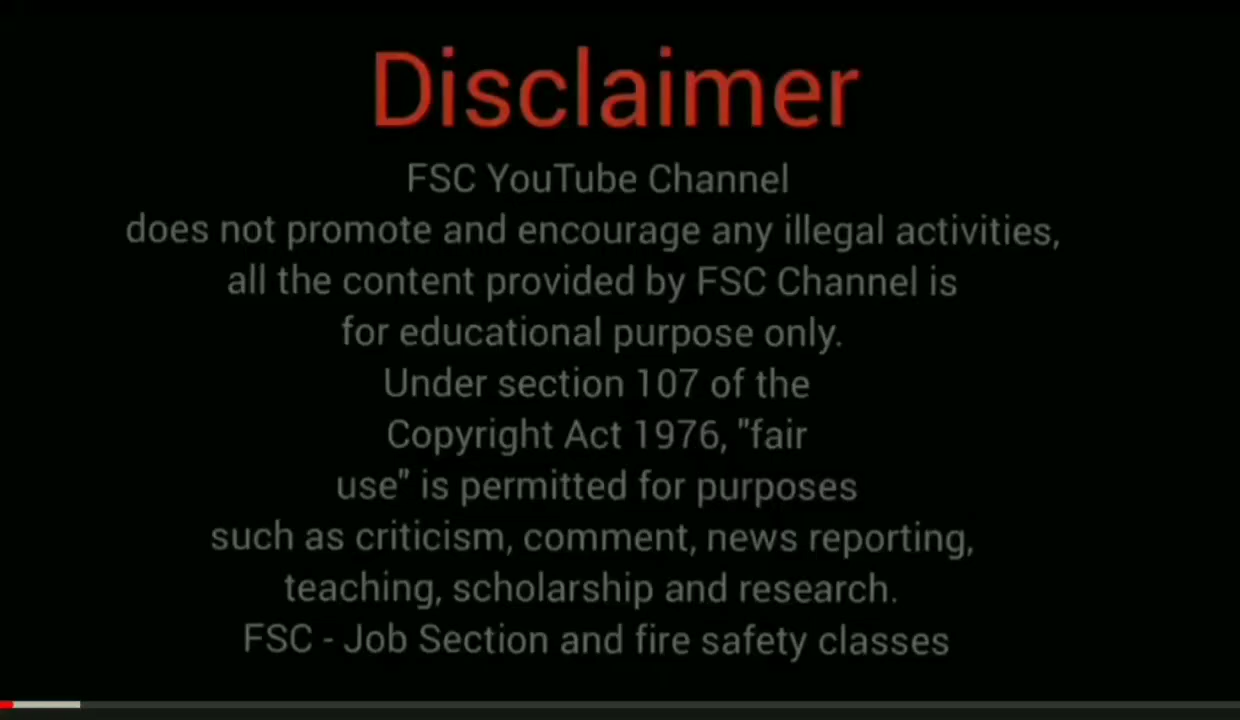 Disclaimer
FSC YouTube Channel
does not promote and encourage any illegal activities,
all the content provided by FSC Channel is
for educational purpose only.
Under section 107 of the
Copyright Act 1976, "fair
use" is permitted for purposes
such as criticism, comment, news reporting,
teaching, scholarship and research.
FSC - Job Section and fire safety classes